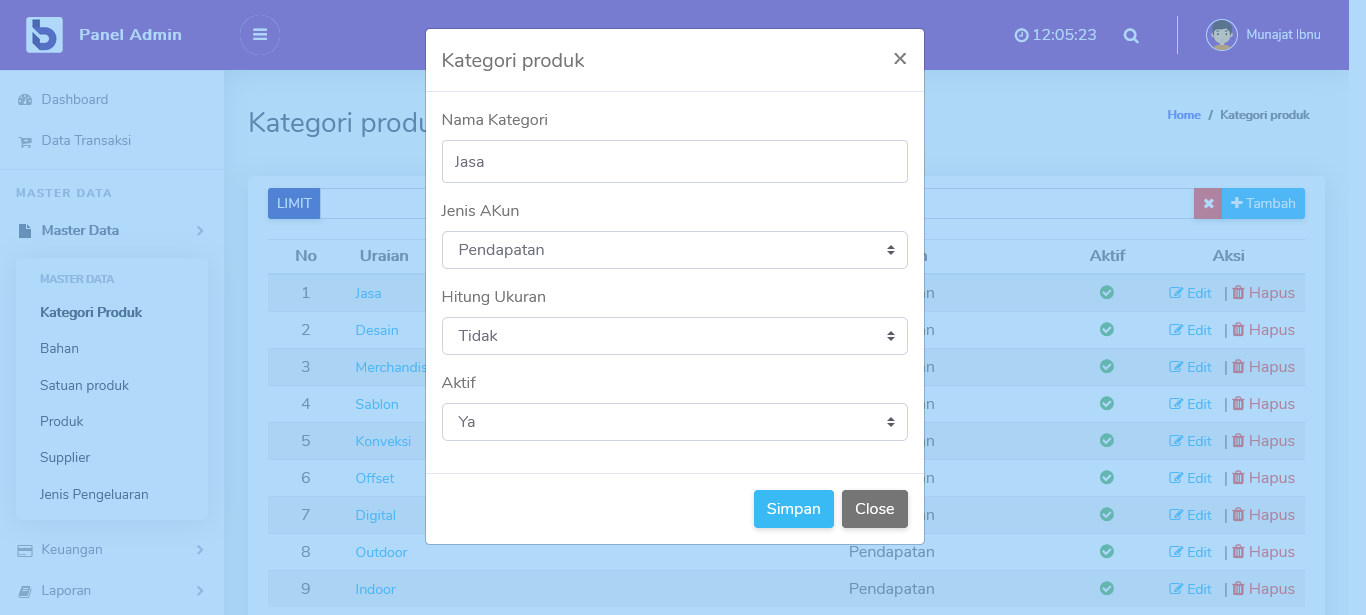 Panel Admin
12:05:23
Munajat Ibnu
Dashboard
Data Transaksi
MASTER DATA
Master Data
MASTER DATA
Kategori Produk
Bahan
Satuan produk
Produk
Supplier
Jenis Pengeluaran
Keuangan
Laporan
Kategori produ
Home / Kategori produk
LIMIT
Tambah
No Uraian n Aktif Aksi
1 Jasa an Edit | Hapus
2 Desain an Edit | Hapus
3 Merchandis an Edit | Hapus
4 Sablon an Edit | Hapus
5 Konveksi an Edit | Hapus
6 Offset an Edit | Hapus
7 Digital an Edit | Hapus
8 Outdoor Pendapatan Edit | Hapus
9 Indoor Pendapatan Edit | Hapus
Kategori produk ×
Nama Kategori
Jasa
Jenis AKun
Pendapatan
Hitung Ukuran
Tidak
Aktif
Ya
Simpan Close